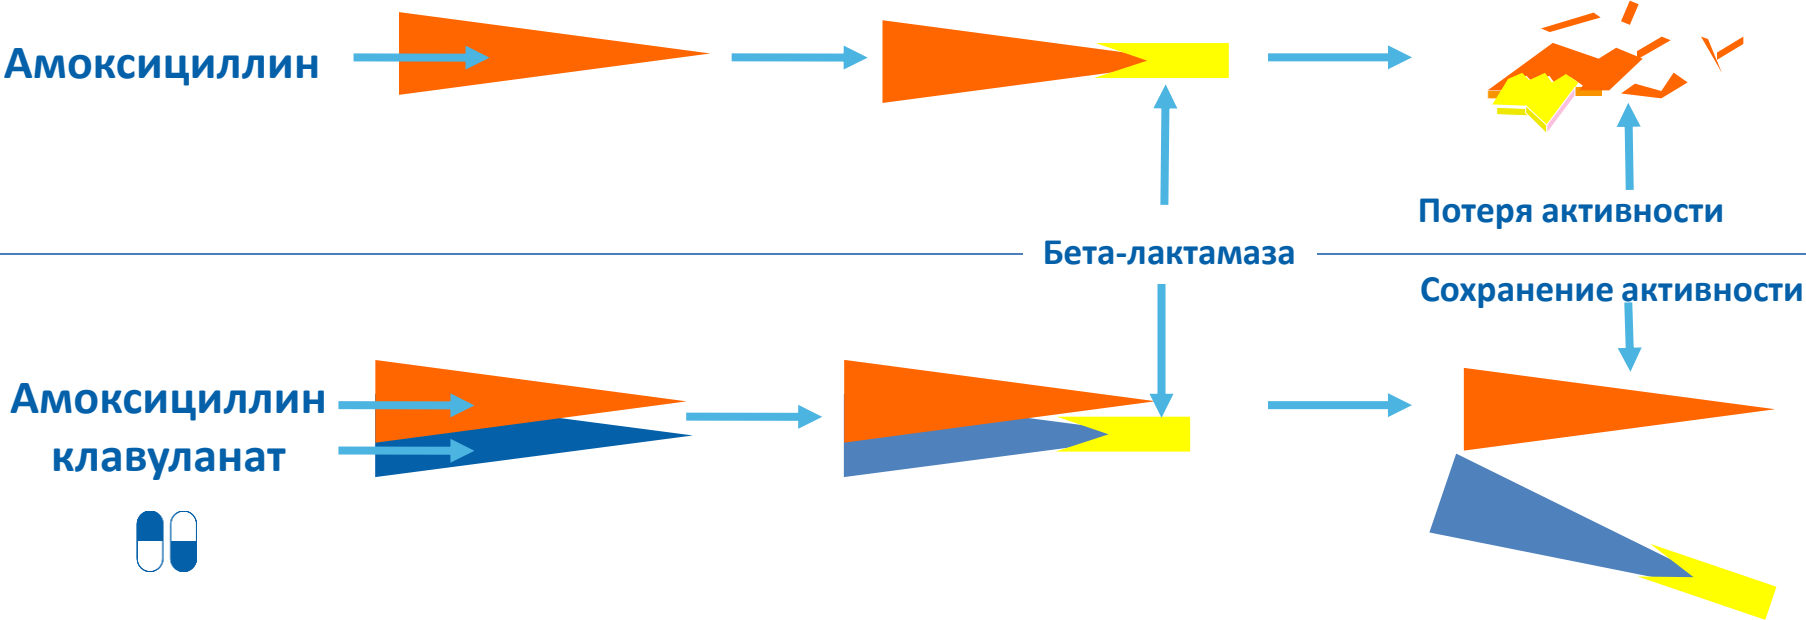 Амоксициллин
Потеря активности
Бета-лактамаза
Сохранение активности
Амоксициллин
клавуланат